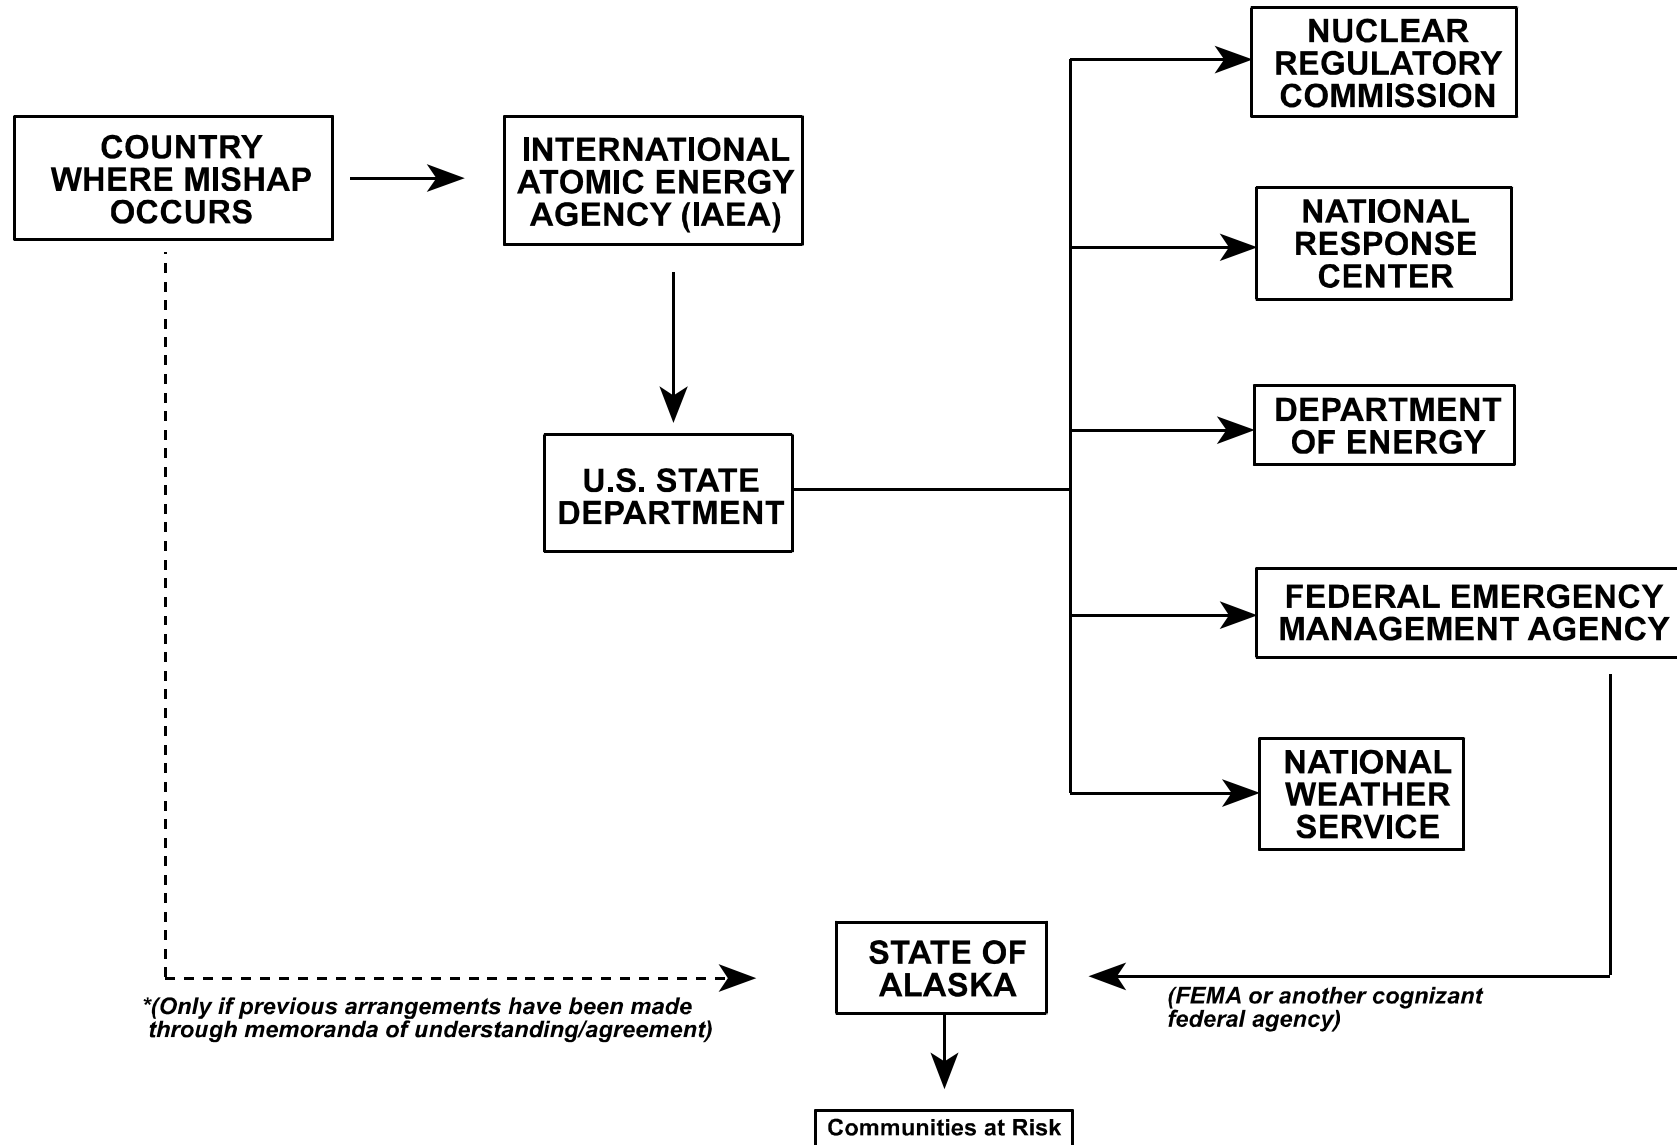 NUCLEAR
REGULATORY
COMMISSION
COUNTRY
WHERE MISHAP
OCCURS
INTERNATIONAL
ATOMIC ENERGY
AGENCY (IAEA)
NATIONAL
RESPONSE
CENTER
DEPARTMENT
OF ENERGY
U.S. STATE
DEPARTMENT
FEDERAL EMERGENCY
MANAGEMENT AGENCY
NATIONAL
WEATHER
SERVICE
STATE OF
ALASKA
*(Only if previous arrangements have been made
through memoranda of understanding/agreement)
(FEMA or another cognizant
federal agency)
Communities at Risk